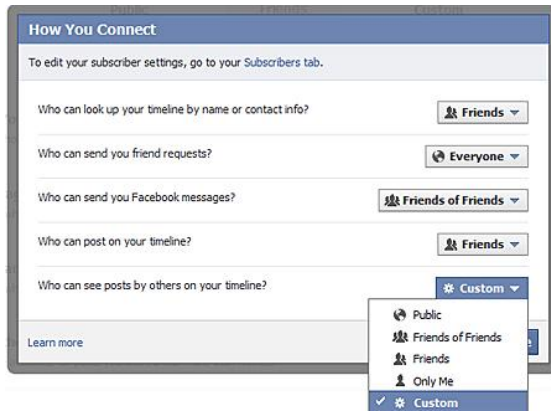 Public Friends Custom
How You Connect
To edit your subscriber settings, go to your Subscribers tab.
Who can look up your timeline by name or contact info? Friends
Who can send you friend requests? Everyone
Who can send you Facebook messages? Friends of Friends
Who can post on your timeline? Friends
Who can see posts by others on your timeline? Custom
Public
Friends of Friends
Learn more
Friends
Only Me
Custom